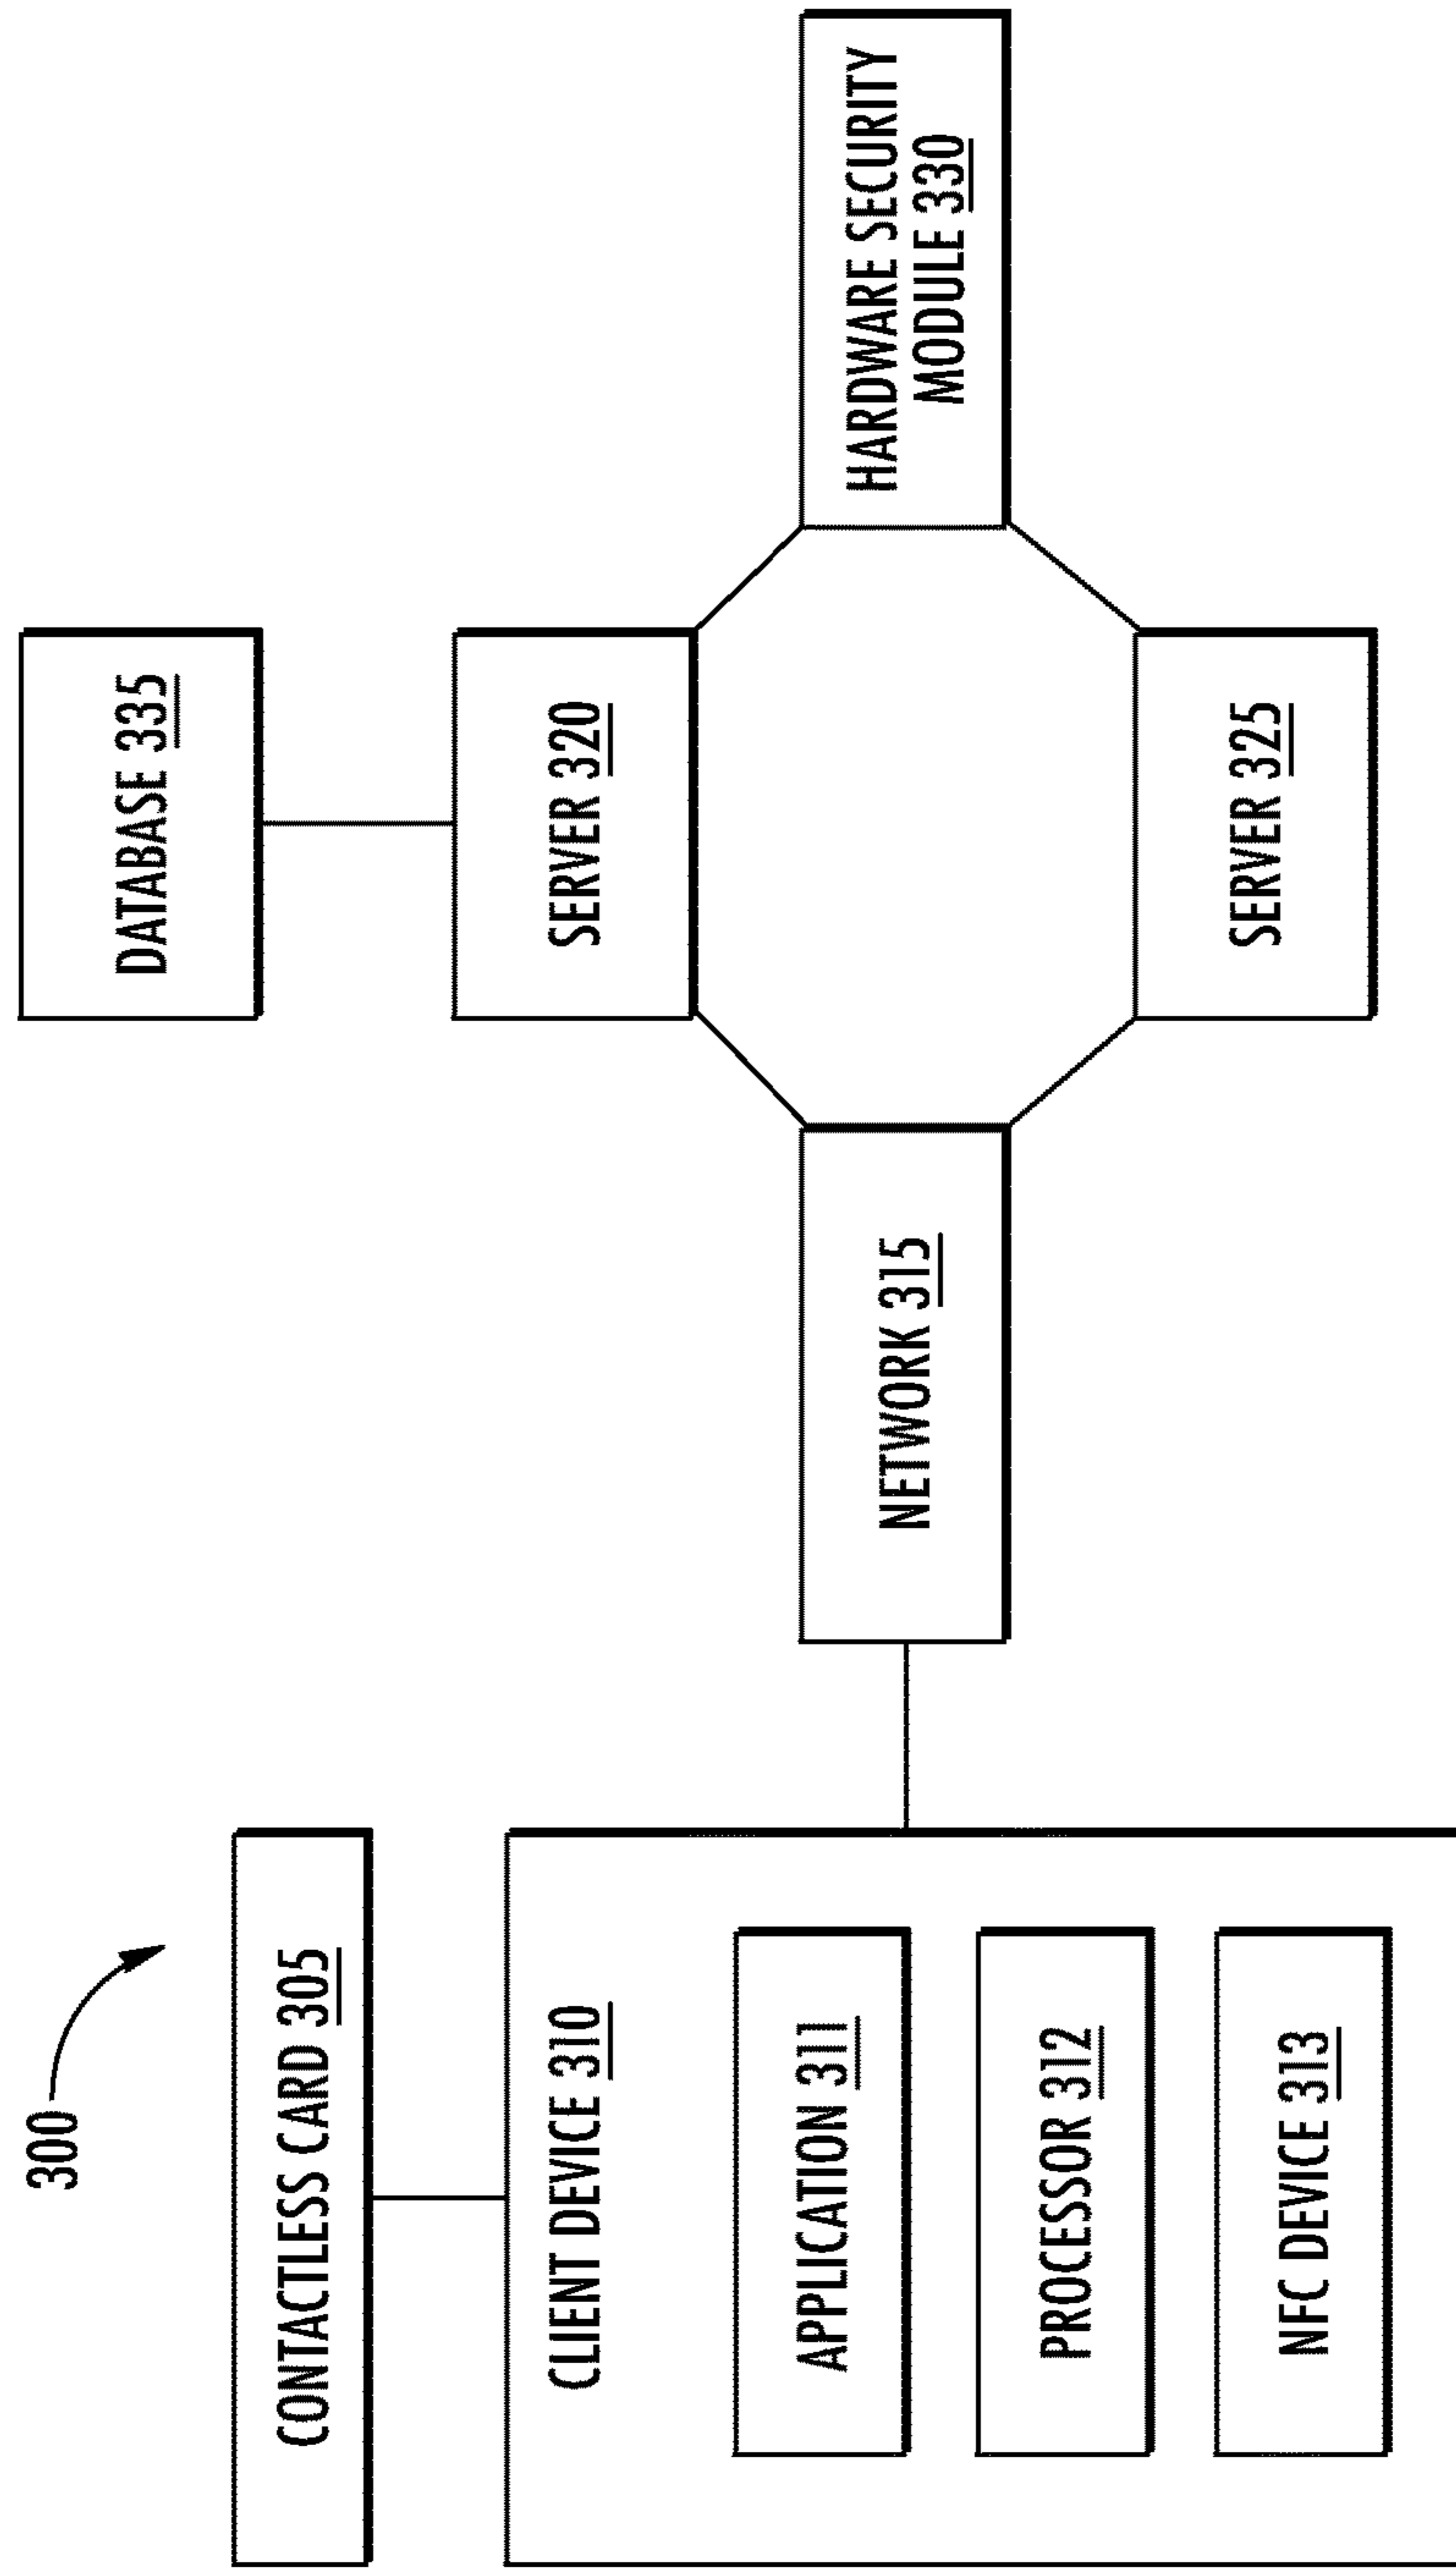 300
CONTACTLESS CARD 305
CLIENT DEVICE 310
APPLICATION 311
PROCESSOR 312
NFC DEVICE 313
NETWORK 315
DATABASE 335
SERVER 320
SERVER 325
HARDWARE SECURITY
MODULE 330